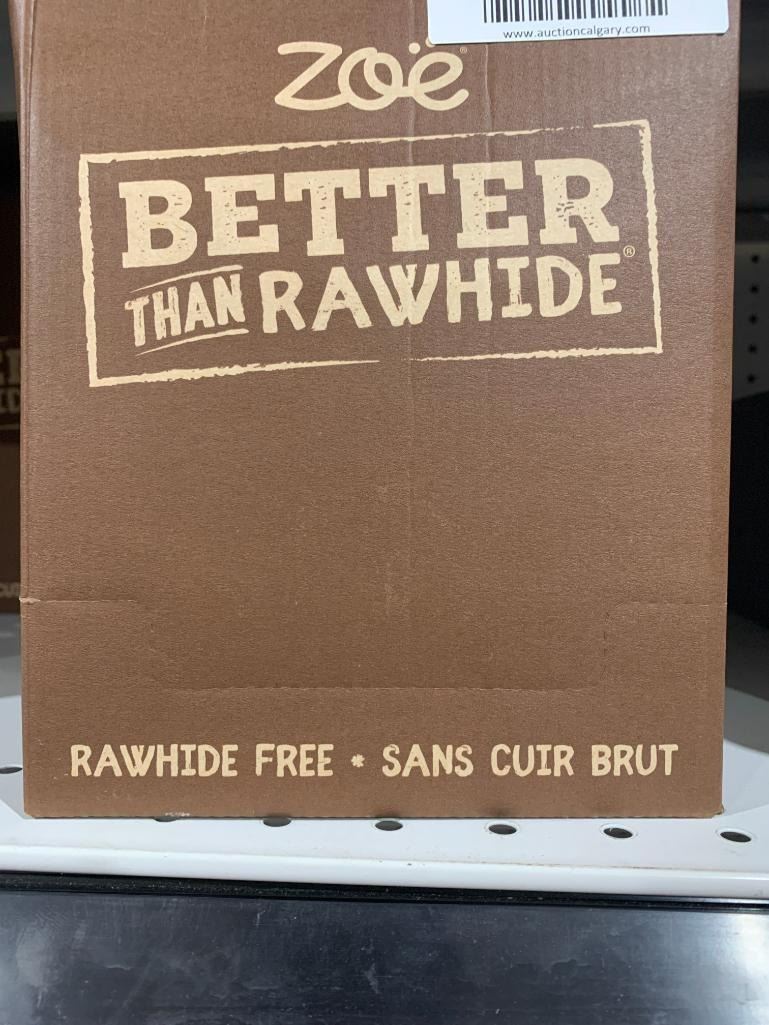 www.auctioncalgary.com
Zoë®
BETTER
THAN RAWHIDE®
RAWHIDE FREE * SANS CUIR BRUT